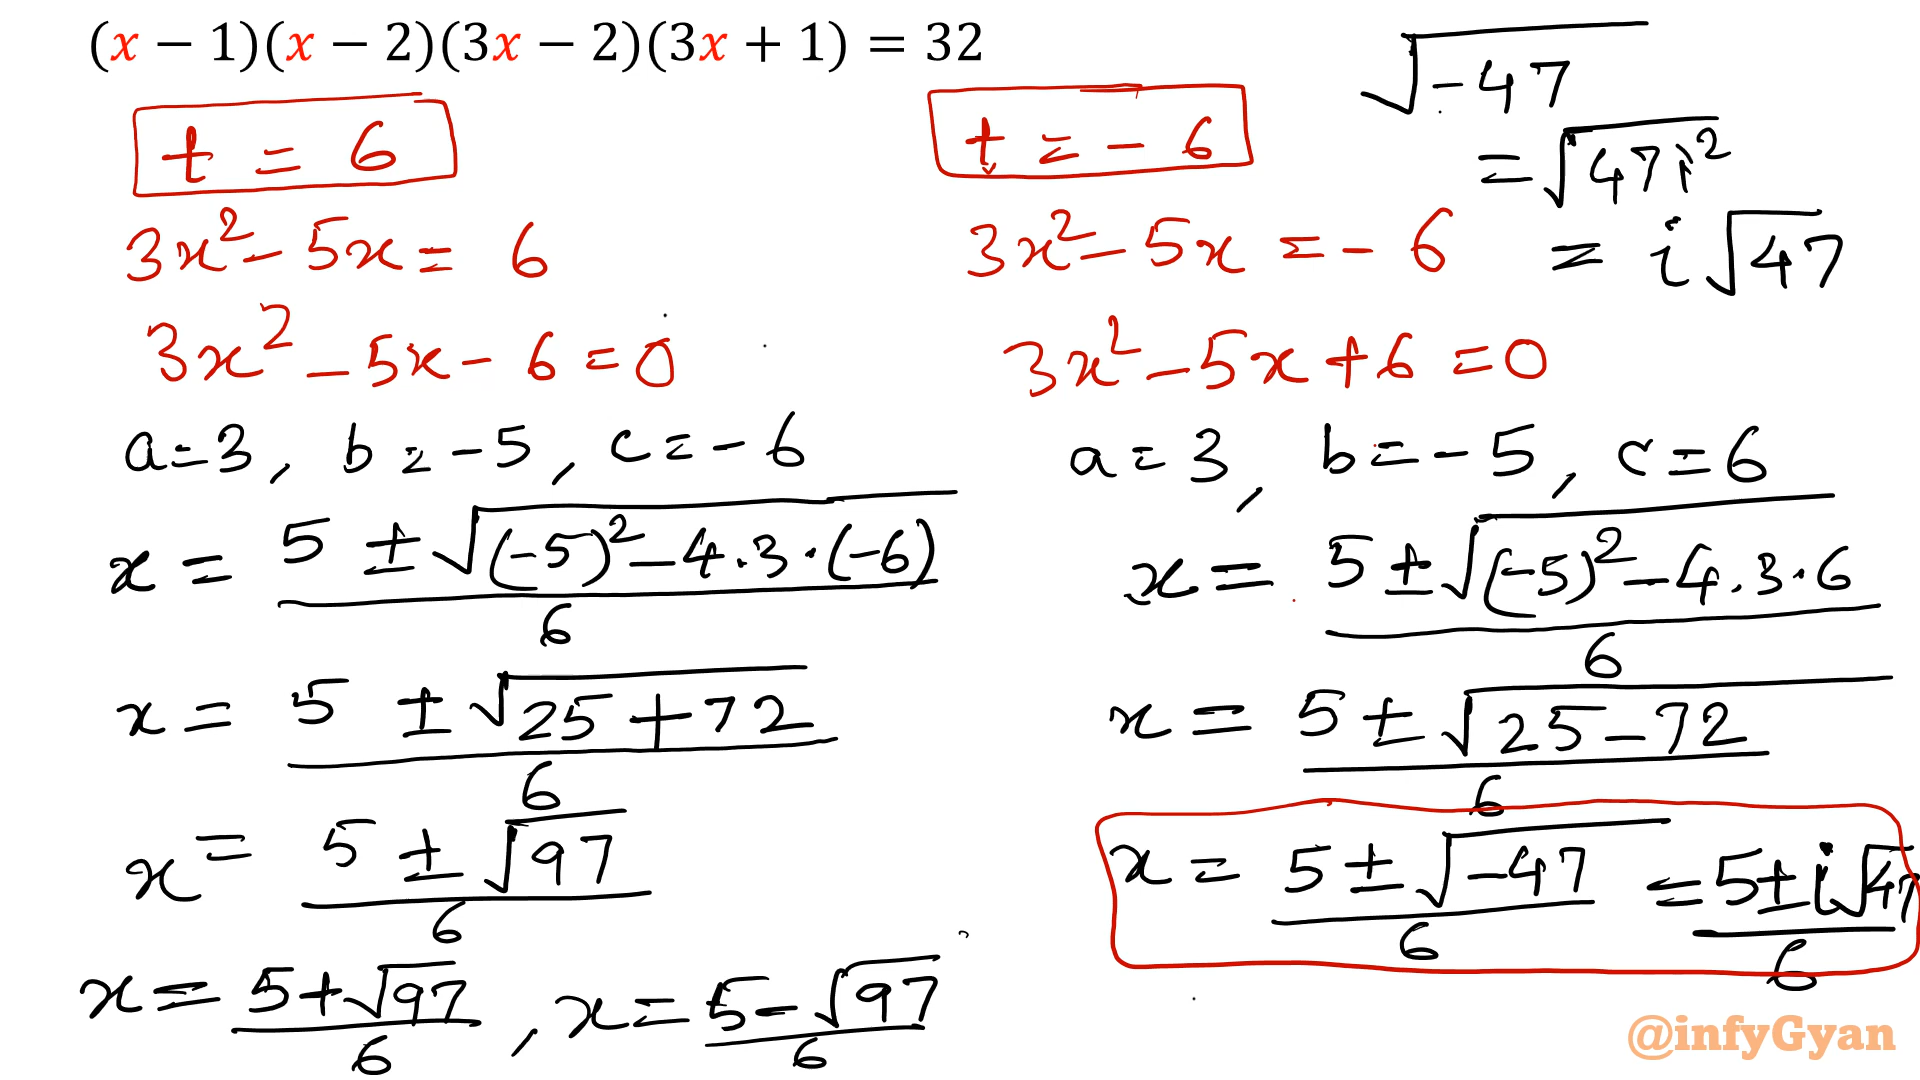 (x − 1)(x − 2)(3x − 2)(3x + 1) = 32
t = 6
3x² − 5x = 6
3x² − 5x − 6 = 0
a = 3, b = −5, c = −6
x = (5 ± √((−5)² − 4·3·(−6)))/6
x = (5 ± √(25 + 72))/6
x = (5 ± √97)/6
x = (5 + √97)/6, x = (5 − √97)/6
t = −6
3x² − 5x = −6
3x² − 5x + 6 = 0
a = 3, b = −5, c = 6
x = (5 ± √((−5)² − 4·3·6))/6
x = (5 ± √(25 − 72))/6
x = (5 ± √−47)/6 = (5 ± i√47)/6
√−47
= √47i²
= i√47
@infyGyan